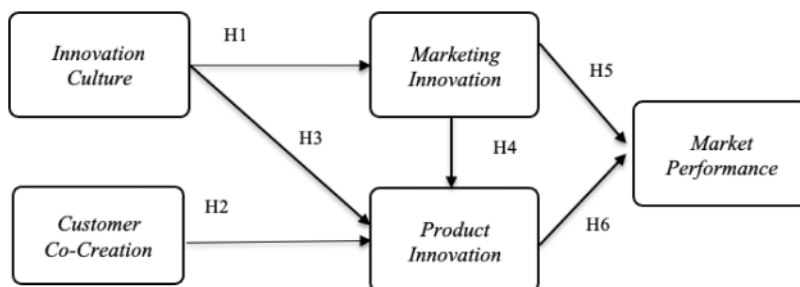 H1
Innovation
Culture
Marketing
Innovation
H5
H3
H4
Market
Performance
H2
Customer
Co-Creation
Product
Innovation
H6